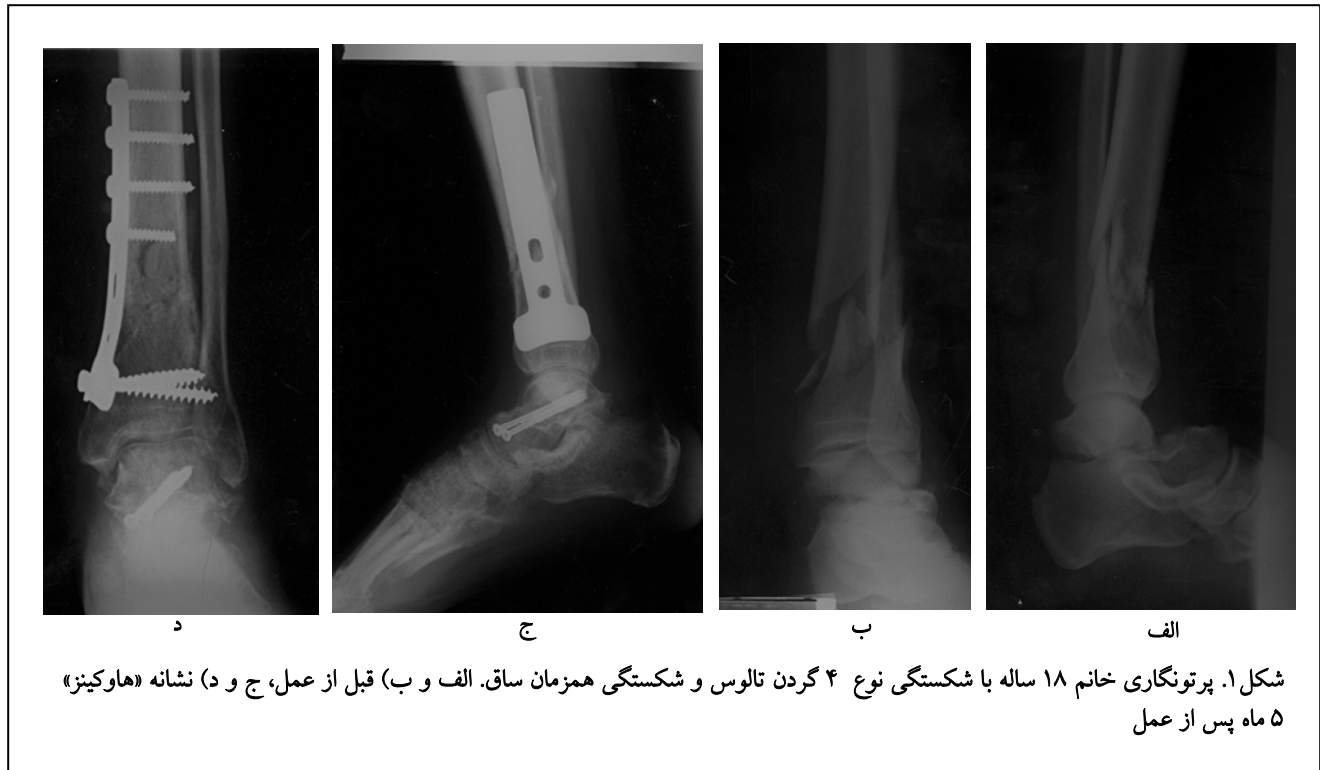 الف
ب
ج
د
شکل۱. پرتونگاری خانم ۱۸ ساله با شکستگی نوع ۴ گردن تالوس و شکستگی همزمان ساق. الف و ب) قبل از عمل، ج و د) نشانه «هاوکینز»
۵ ماه پس از عمل